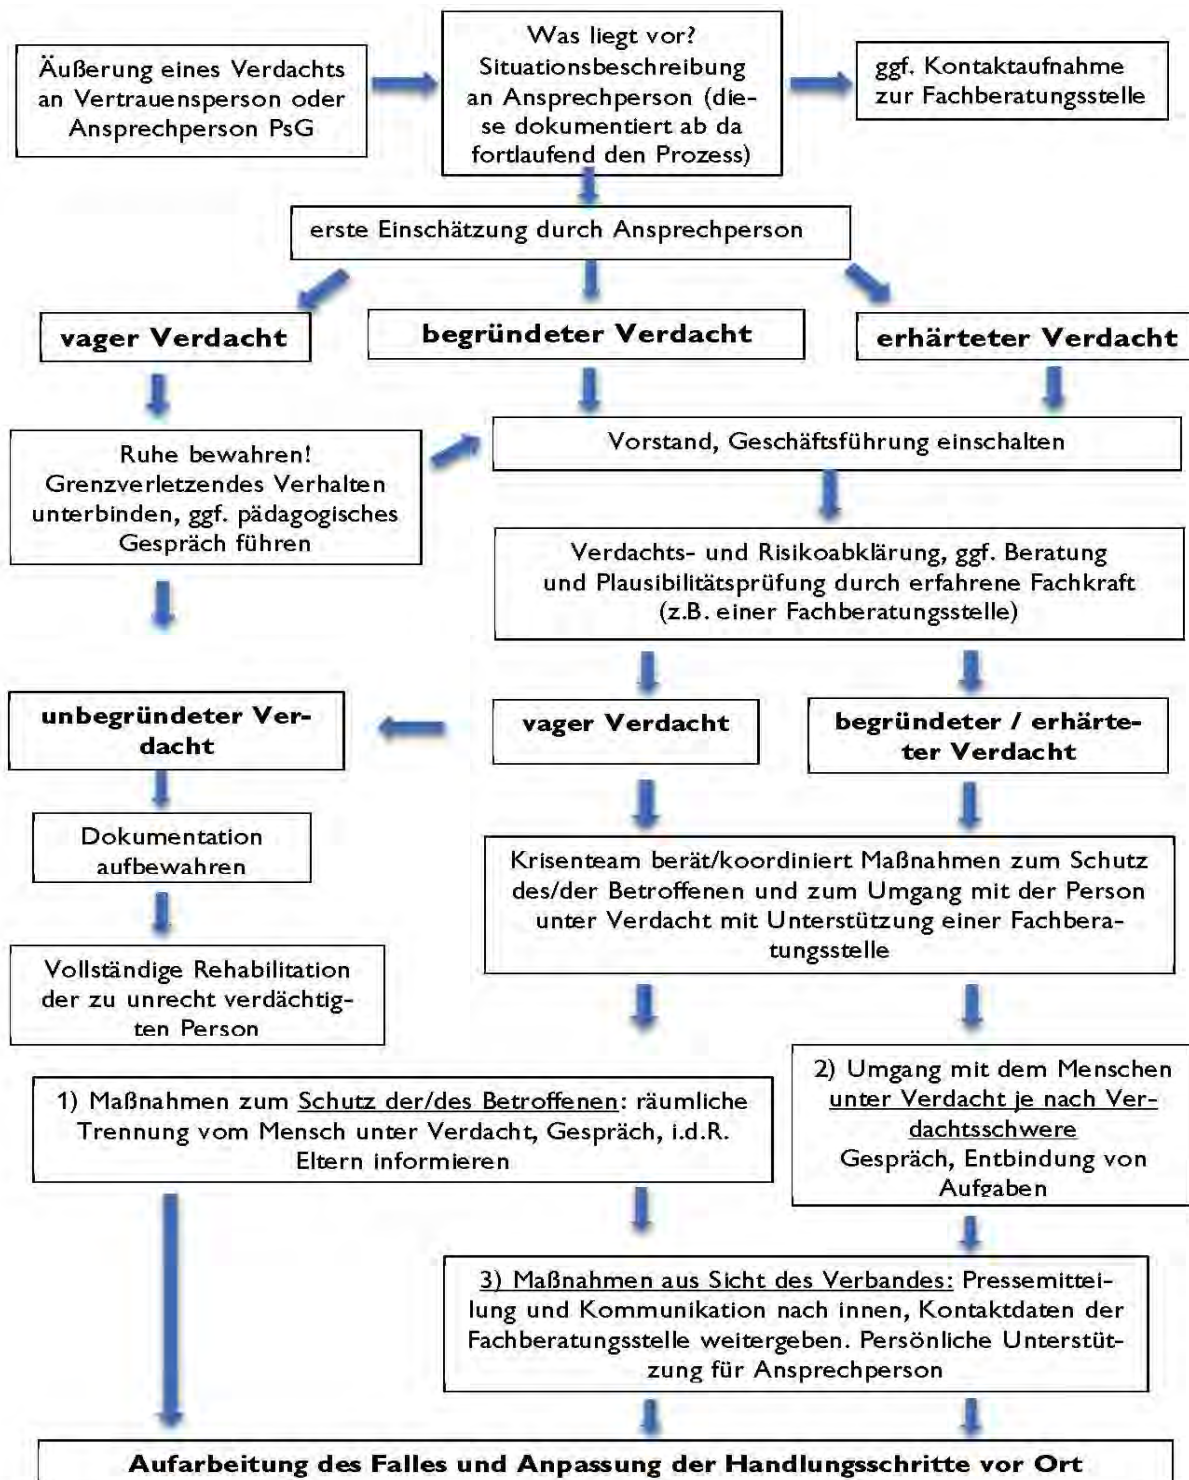 Äußerung eines Verdachts
an Vertrauensperson oder
Ansprechperson PsG
Was liegt vor?
Situationsbeschreibung
an Ansprechperson (die-
se dokumentiert ab da
fortlaufend den Prozess)
ggf. Kontaktaufnahme
zur Fachberatungsstelle
erste Einschätzung durch Ansprechperson
vager Verdacht
begründeter Verdacht
erhärteter Verdacht
Ruhe bewahren!
Grenzverletzendes Verhalten
unterbinden, ggf. pädagogisches
Gespräch führen
Vorstand, Geschäftsführung einschalten
Verdachts- und Risikoabklärung, ggf. Beratung
und Plausibilitätsprüfung durch erfahrene Fachkraft
(z.B. einer Fachberatungsstelle)
unbegründeter Ver-
dacht
vager Verdacht
begründeter / erhärte-
ter Verdacht
Dokumentation
aufbewahren
Krisenteam berät/koordiniert Maßnahmen zum Schutz
des/der Betroffenen und zum Umgang mit der Person
unter Verdacht mit Unterstützung einer Fachbera-
tungsstelle
Vollständige Rehabilitation
der zu unrecht verdächtig-
ten Person
1) Maßnahmen zum Schutz der/des Betroffenen: räumliche
Trennung vom Mensch unter Verdacht, Gespräch, i.d.R.
Eltern informieren
2) Umgang mit dem Menschen
unter Verdacht je nach Ver-
dachtsschwere
Gespräch, Entbindung von
Aufgaben
3) Maßnahmen aus Sicht des Verbandes: Pressemittei-
lung und Kommunikation nach innen, Kontaktdaten der
Fachberatungsstelle weitergeben. Persönliche Unterstüt-
zung für Ansprechperson
Aufarbeitung des Falles und Anpassung der Handlungsschritte vor Ort